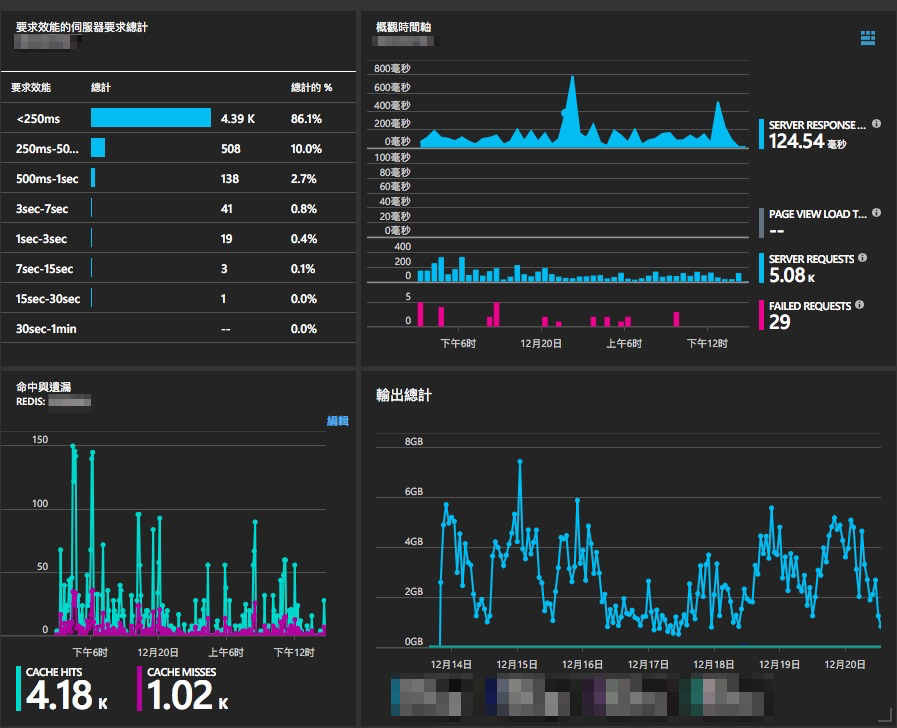 要求效能的伺服器要求總計
要求效能 總計 總計的 %
<250ms 4.39 K 86.1%
250ms-50... 508 10.0%
500ms-1sec 138 2.7%
3sec-7sec 41 0.8%
1sec-3sec 19 0.4%
7sec-15sec 3 0.1%
15sec-30sec 1 0.0%
30sec-1min -- 0.0%
概觀時間軸
800毫秒
600毫秒
400毫秒
200毫秒
0毫秒
100毫秒
80毫秒
60毫秒
40毫秒
20毫秒
0毫秒
400
200
0
5
0
下午6时 12月20日 上午6时 下午12时
SERVER RESPONSE ...
124.54 毫秒
PAGE VIEW LOAD T...
--
SERVER REQUESTS
5.08 K
FAILED REQUESTS
29
命中與遺漏
REDIS:
編輯
150
100
50
0
下午6时 12月20日 上午6时 下午12时
CACHE HITS
4.18 K
CACHE MISSES
1.02 K
輸出總計
8GB
6GB
4GB
2GB
0GB
12月14日 12月15日 12月16日 12月17日 12月18日 12月19日 12月20日